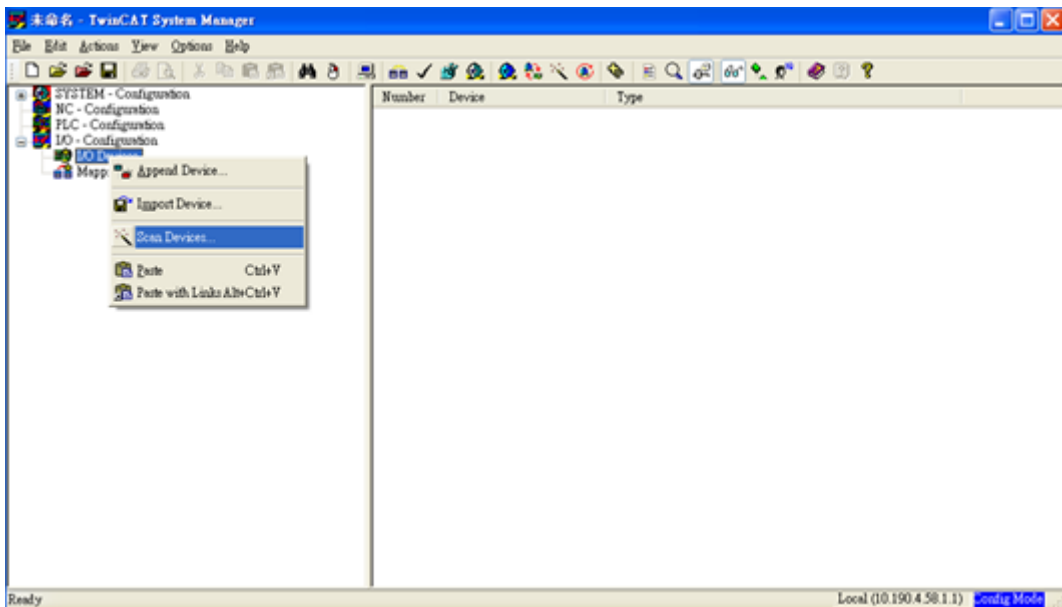 未命名 - TwinCAT System Manager
File Edit Actions View Options Help
SYSTEM - Configuration
NC - Configuration
PLC - Configuration
I/O - Configuration
I/O Devices
Mapp
Append Device...
Import Device...
Scan Devices...
Paste Ctrl+V
Paste with Links Alt+Ctrl+V
Number Device Type
Ready Local (10.190.4.58.1.1) Config Mode